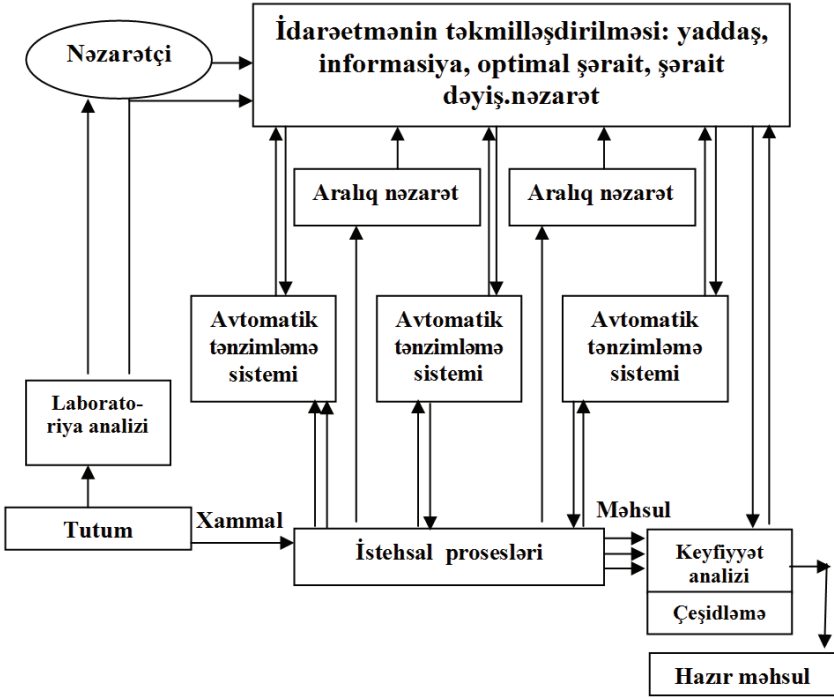 Nəzarətçi
İdarəetmənin təkmilləşdirilməsi: yaddaş,
informasiya, optimal şərait, şərait
dəyiş.nəzarət
Aralıq nəzarət
Aralıq nəzarət
Avtomatik
tənzimləmə
sistemi
Avtomatik
tənzimləmə
sistemi
Avtomatik
tənzimləmə
sistemi
Laborato-
riya analizi
Tutum
Xammal
İstehsal prosesləri
Məhsul
Keyfiyyət
analizi
Çeşidləmə
Hazır məhsul